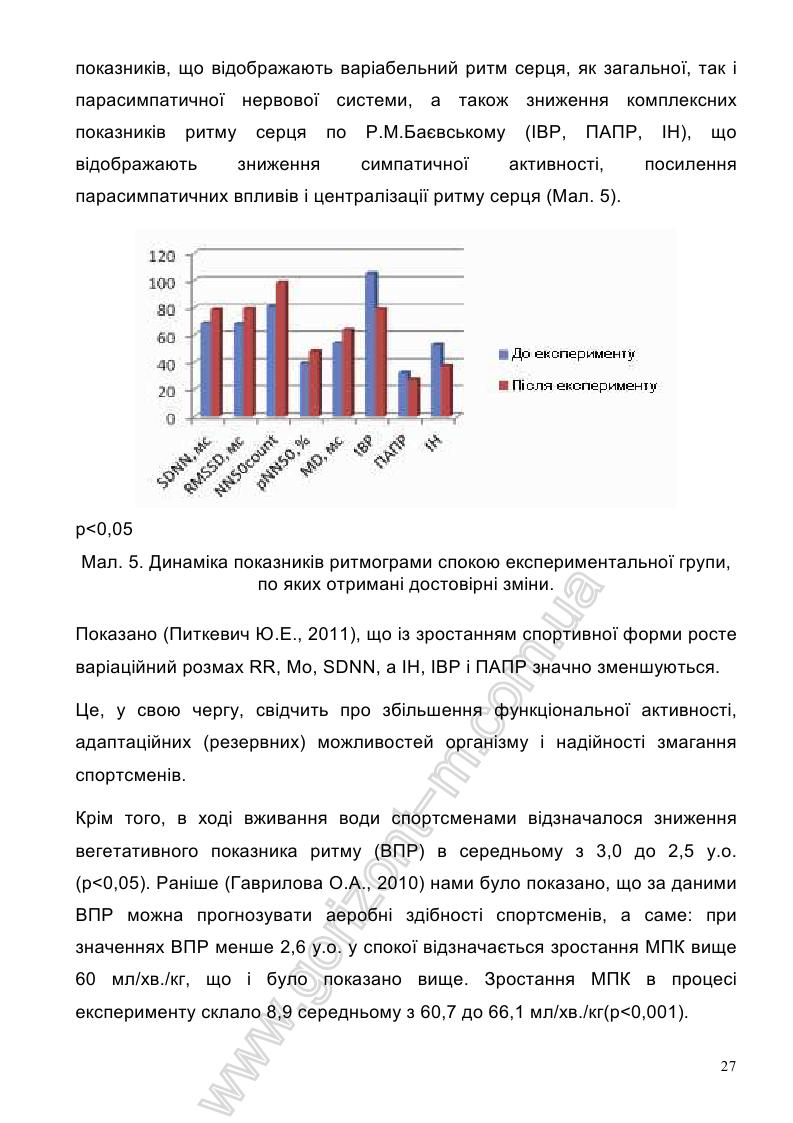 показників, що відображають варіабельний ритм серця, як загальної, так і
парасимпатичної нервової системи, а також зниження комплексних
показників ритму серця по Р.М.Баєвському (ІВР, ПАПР, ІН), що
відображають зниження симпатичної активності, посилення
парасимпатичних впливів і централізації ритму серця (Мал. 5).
120
100
80
60
40
20
0
SDNN, мс
RMSSD, мс
NN50count
pNN50, %
MD, мс
ІВР
ПАПР
ІН
До експерименту
Після експерименту
р<0,05
Мал. 5. Динаміка показників ритмограми спокою експериментальної групи,
по яких отримані достовірні зміни.
Показано (Питкевич Ю.Е., 2011), що із зростанням спортивної форми росте
варіаційний розмах RR, Мо, SDNN, а ІН, ІВР і ПАПР значно зменшуються.
Це, у свою чергу, свідчить про збільшення функціональної активності,
адаптаційних (резервних) можливостей організму і надійності змагання
спортсменів.
Крім того, в ході вживання води спортсменами відзначалося зниження
вегетативного показника ритму (ВПР) в середньому з 3,0 до 2,5 у.о.
(р<0,05). Раніше (Гаврилова О.А., 2010) нами було показано, що за даними
ВПР можна прогнозувати аеробні здібності спортсменів, а саме: при
значеннях ВПР менше 2,6 у.о. у спокої відзначається зростання МПК вище
60 мл/хв./кг, що і було показано вище. Зростання МПК в процесі
експерименту склало 8,9 середньому з 60,7 до 66,1 мл/хв./кг(р<0,001).
www.gorizont–m.com.ua
27